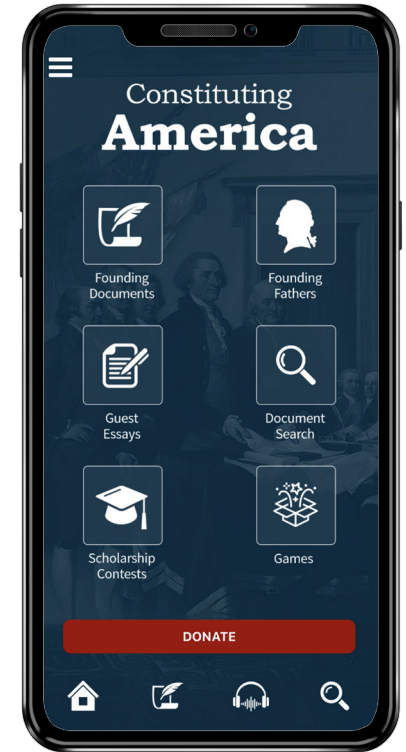 Constituting
America
Founding
Documents
Founding
Fathers
Guest
Essays
Document
Search
Scholarship
Contests
Games
DONATE